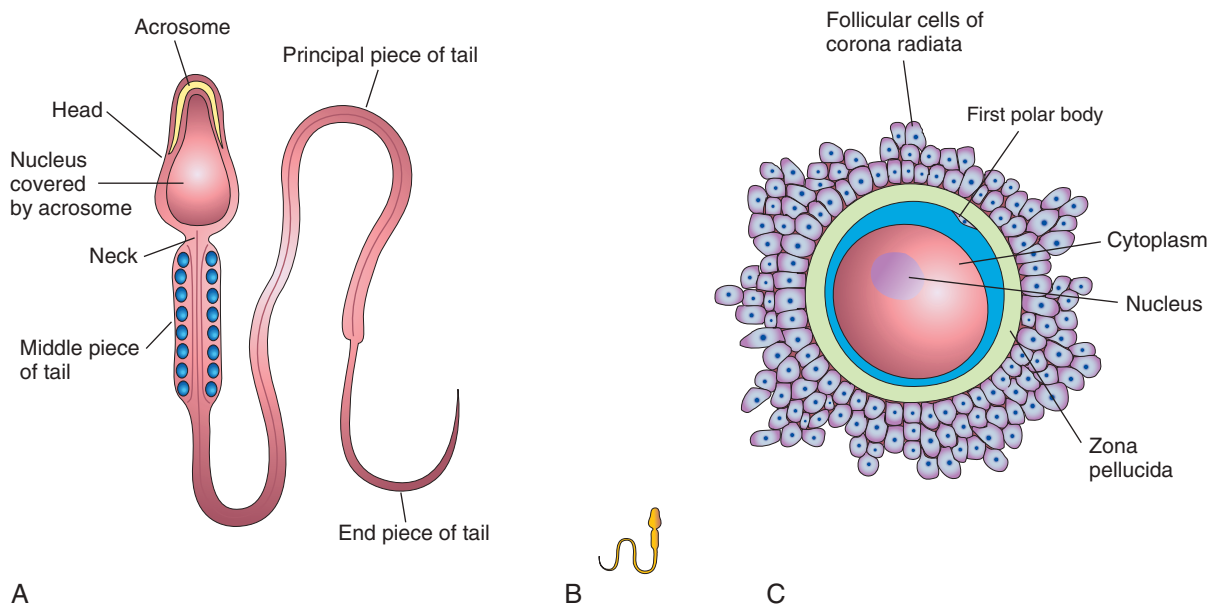 Acrosome
Principal piece of tail
Head
Nucleus
covered
by acrosome
Neck
Middle piece
of tail
End piece of tail
A
B
Follicular cells of
corona radiata
First polar body
Cytoplasm
Nucleus
Zona
pellucida
C